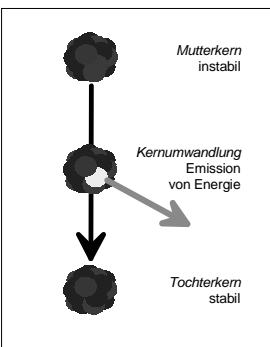 Mutterkern
instabil
Kernumwandlung
Emission
von Energie
Tochterkern
stabil